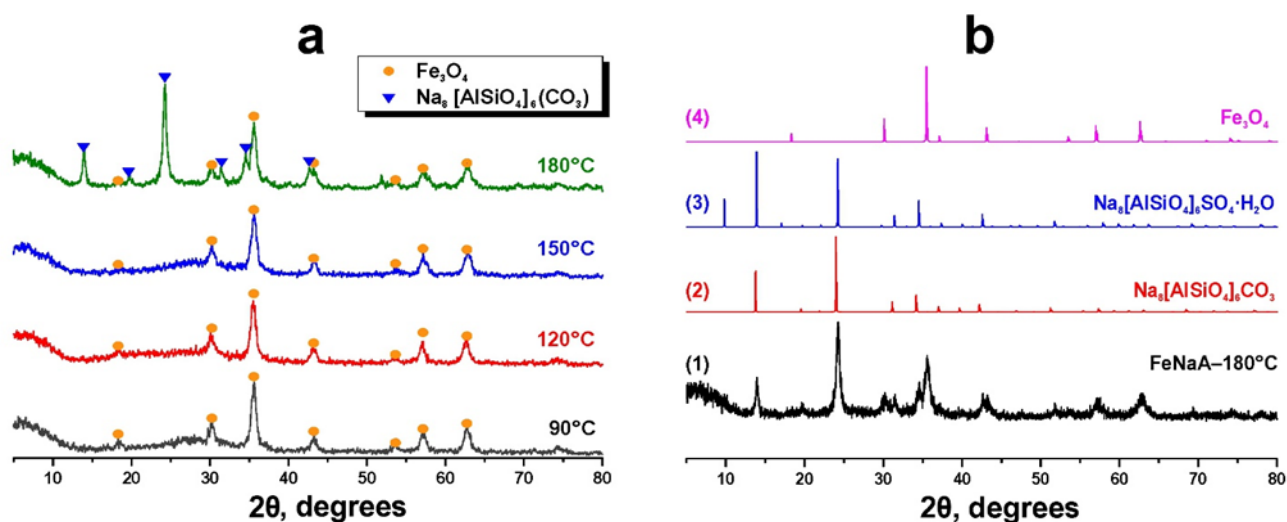 a
Fe₃O₄
Na₈ [AlSiO₄]₆(CO₃)
180°C
150°C
120°C
90°C
10 20 30 40 50 60 70 80
2θ, degrees
b
(4) Fe₃O₄
(3) Na₈[AlSiO₄]₆SO₄·H₂O
(2) Na₈[AlSiO₄]₆CO₃
(1) FeNaA–180°C
10 20 30 40 50 60 70 80
2θ, degrees